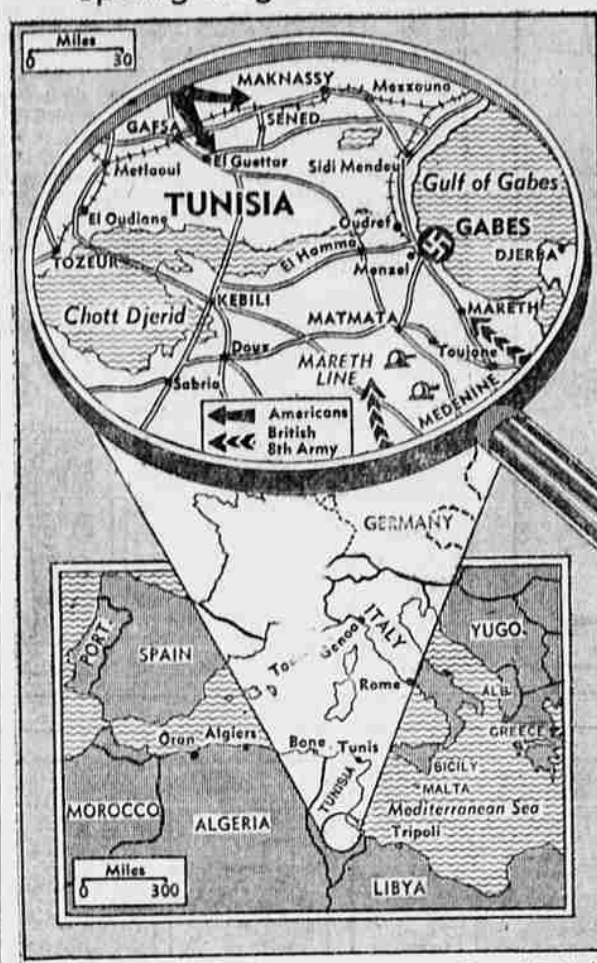 Miles
0 30
MAKNASSY
Mezzouna
SENED
GAFSA
El Guettar
Metlaoui
Sidi Mendeu
Gulf of Gabes
TUNISIA
El Oudiane
Oudref
GABES
El Hamma
DJERBA
TOZEUR
Menzel
KEBILI
MARETH
Chott Djerid
MATMATA
Douz
Toujane
MARETH
LINE
Sabria
MEDENINE
Americans
British
8th Army
GERMANY
ITALY
YUGO.
PORT.
SPAIN
Genoa
Rome
ALB.
GREECE
Oran
Algiers
Bone
Tunis
SICILY
MALTA
TUNISIA
MOROCCO
ALGERIA
Mediterranean Sea
Tripoli
Miles
0 300
LIBYA